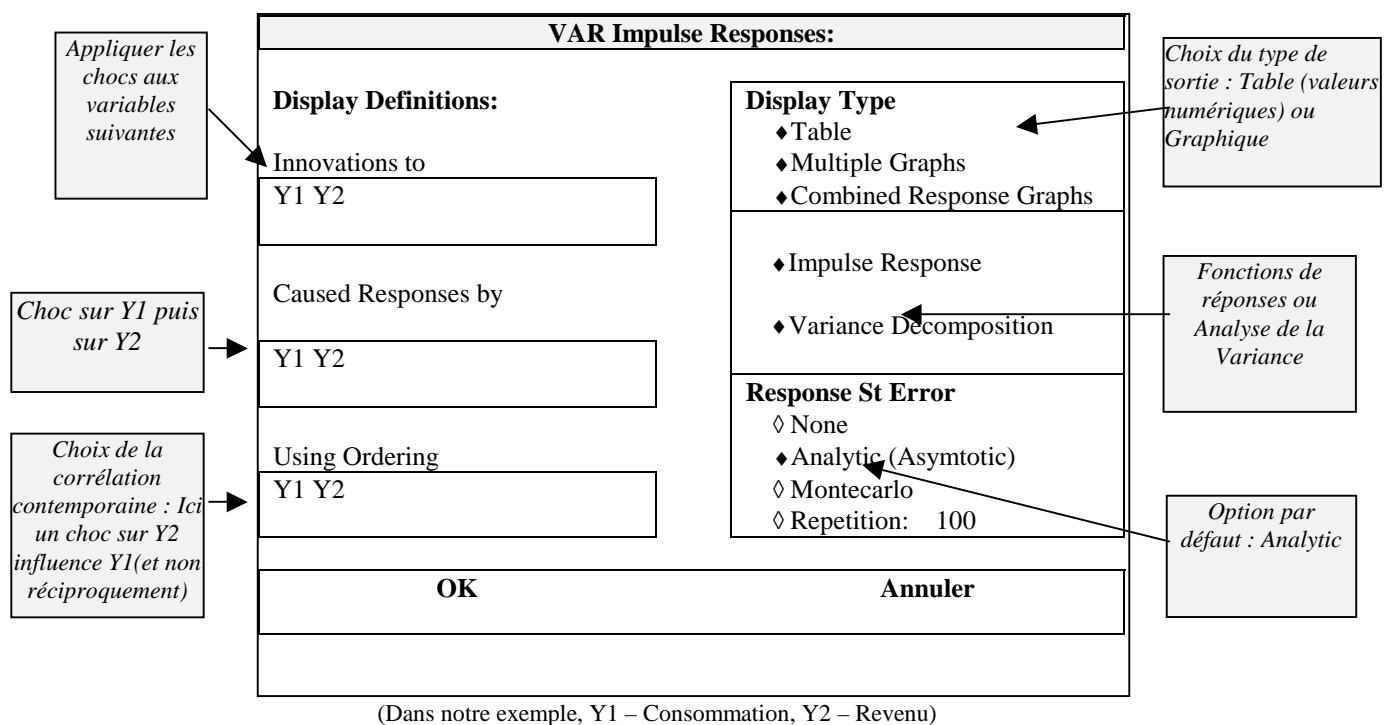 VAR Impulse Responses:
Appliquer les
chocs aux
variables
suivantes
Display Definitions:
Innovations to
Y1 Y2
Choc sur Y1 puis
sur Y2
Caused Responses by
Y1 Y2
Choix de la
corrélation
contemporaine : Ici
un choc sur Y2
influence Y1(et non
réciproquement)
Using Ordering
Y1 Y2
Display Type
♦Table
♦Multiple Graphs
♦Combined Response Graphs
♦Impulse Response
♦Variance Decomposition
Response St Error
◊ None
♦Analytic (Asymtotic)
◊ Montecarlo
◊ Repetition: 100
Choix du type de
sortie : Table (valeurs
numériques) ou
Graphique
Fonctions de
réponses ou
Analyse de la
Variance
Option par
défaut : Analytic
OK Annuler
(Dans notre exemple, Y1 – Consommation, Y2 – Revenu)